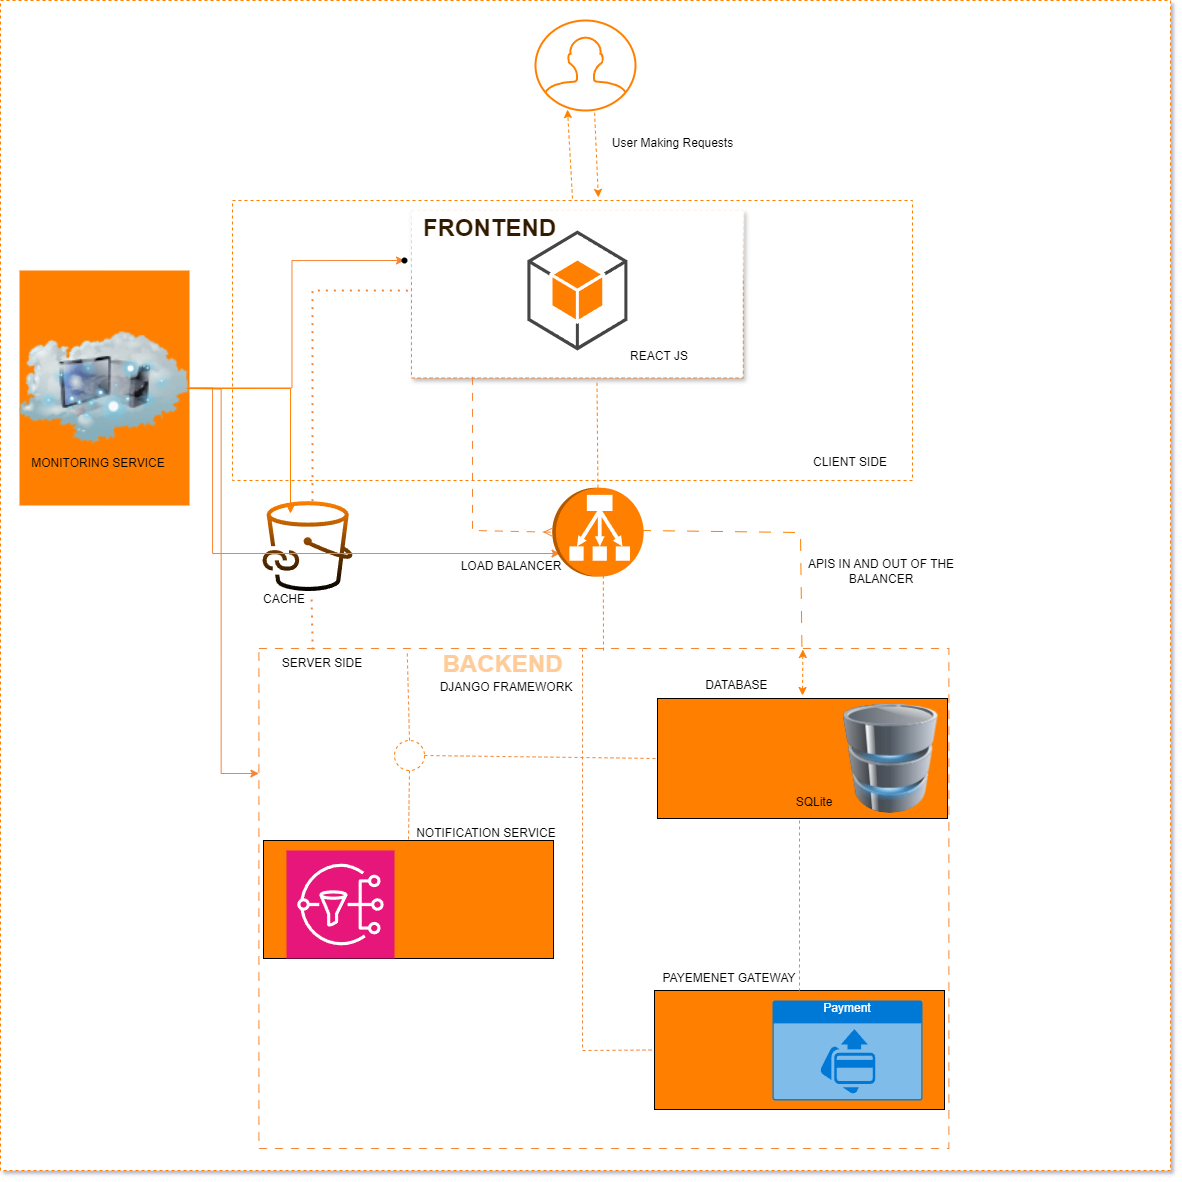 User Making Requests
FRONTEND
REACT JS
MONITORING SERVICE
CLIENT SIDE
LOAD BALANCER
APIS IN AND OUT OF THE
BALANCER
CACHE
SERVER SIDE
BACKEND
DJANGO FRAMEWORK
DATABASE
SQLite
NOTIFICATION SERVICE
PAYEMENET GATEWAY
Payment